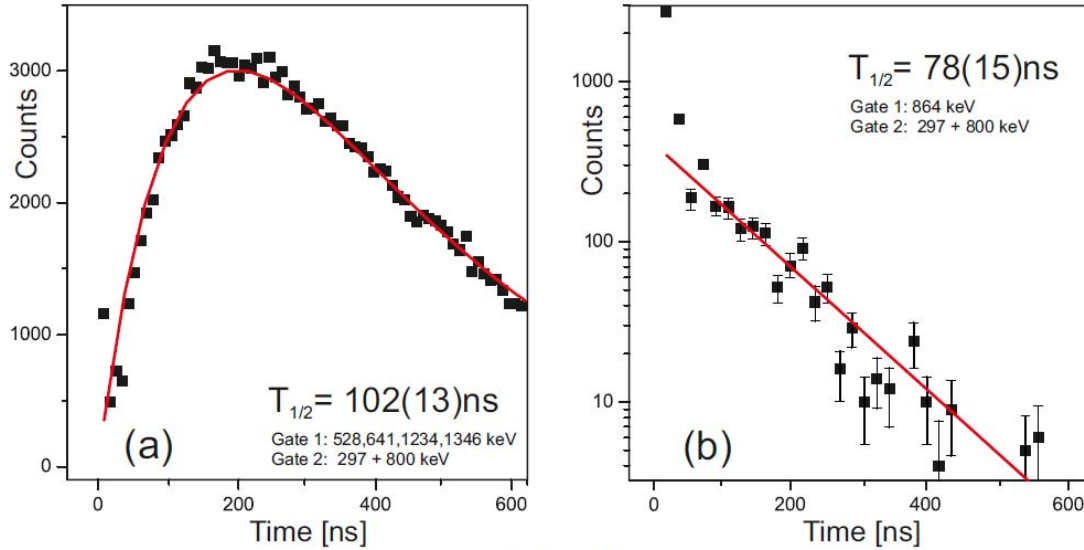 3000
2000
1000
0
Counts
T1/2= 102(13)ns
Gate 1: 528,641,1234,1346 keV
Gate 2: 297 + 800 keV
(a)
0 200 400 600
Time [ns]
1000
100
10
Counts
T1/2= 78(15)ns
Gate 1: 864 keV
Gate 2: 297 + 800 keV
(b)
0 200 400 600
Time [ns]